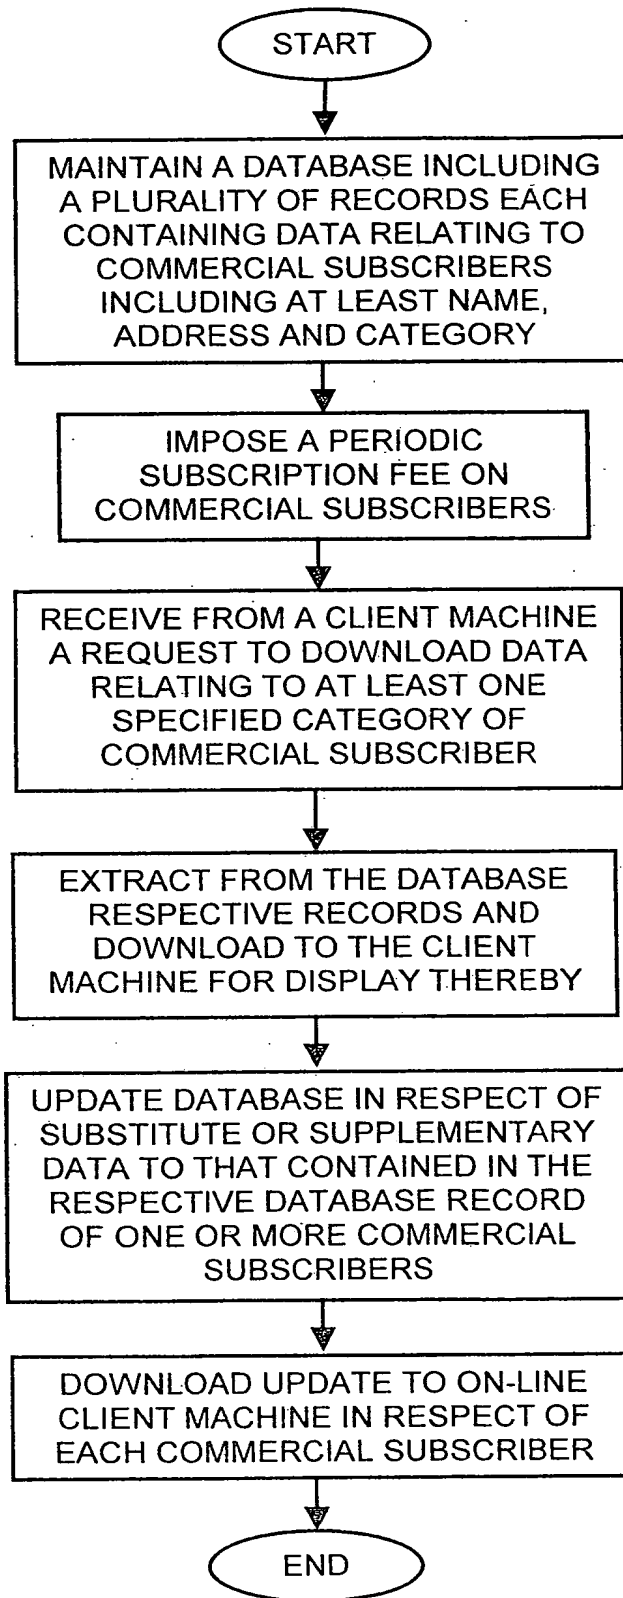 START
MAINTAIN A DATABASE INCLUDING
A PLURALITY OF RECORDS EACH
CONTAINING DATA RELATING TO
COMMERCIAL SUBSCRIBERS
INCLUDING AT LEAST NAME,
ADDRESS AND CATEGORY
IMPOSE A PERIODIC
SUBSCRIPTION FEE ON
COMMERCIAL SUBSCRIBERS
RECEIVE FROM A CLIENT MACHINE
A REQUEST TO DOWNLOAD DATA
RELATING TO AT LEAST ONE
SPECIFIED CATEGORY OF
COMMERCIAL SUBSCRIBER
EXTRACT FROM THE DATABASE
RESPECTIVE RECORDS AND
DOWNLOAD TO THE CLIENT
MACHINE FOR DISPLAY THEREBY
UPDATE DATABASE IN RESPECT OF
SUBSTITUTE OR SUPPLEMENTARY
DATA TO THAT CONTAINED IN THE
RESPECTIVE DATABASE RECORD
OF ONE OR MORE COMMERCIAL
SUBSCRIBERS
DOWNLOAD UPDATE TO ON-LINE
CLIENT MACHINE IN RESPECT OF
EACH COMMERCIAL SUBSCRIBER
END